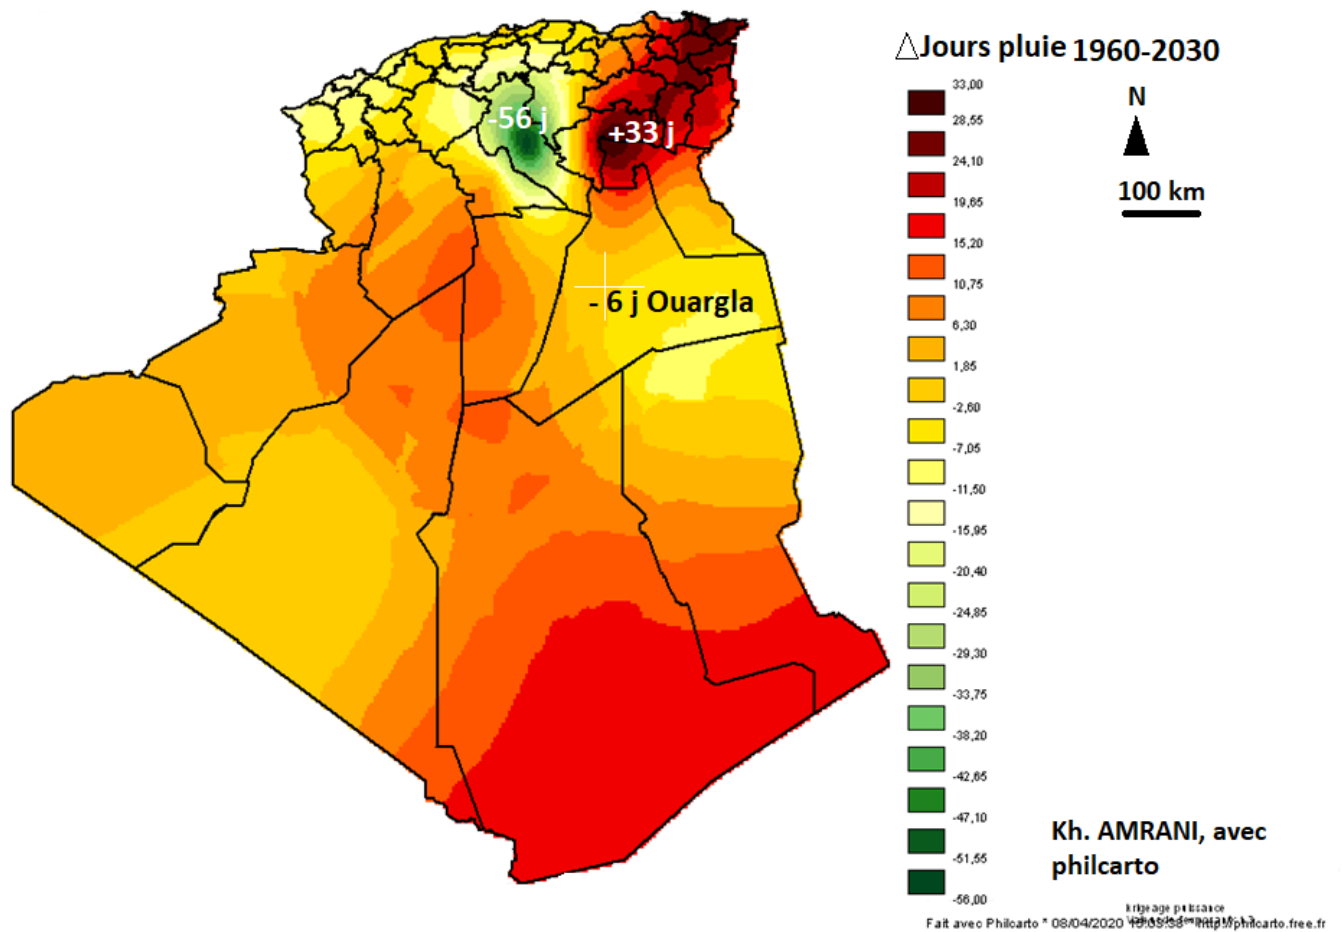 △Jours pluie 1960-2030
33,00
28,55
24,10
19,65
15,20
10,75
6,30
1,85
-2,60
-7,05
-11,50
-15,95
-20,40
-24,85
-29,30
-33,75
-38,20
-42,65
-47,10
-51,55
-56,00
N
100 km
-56 j
+33 j
- 6 j Ouargla
Kh. AMRANI, avec
philcarto
krigeage puissance
Fait avec Philcarto * 08/04/2020 * http://philcarto.free.fr